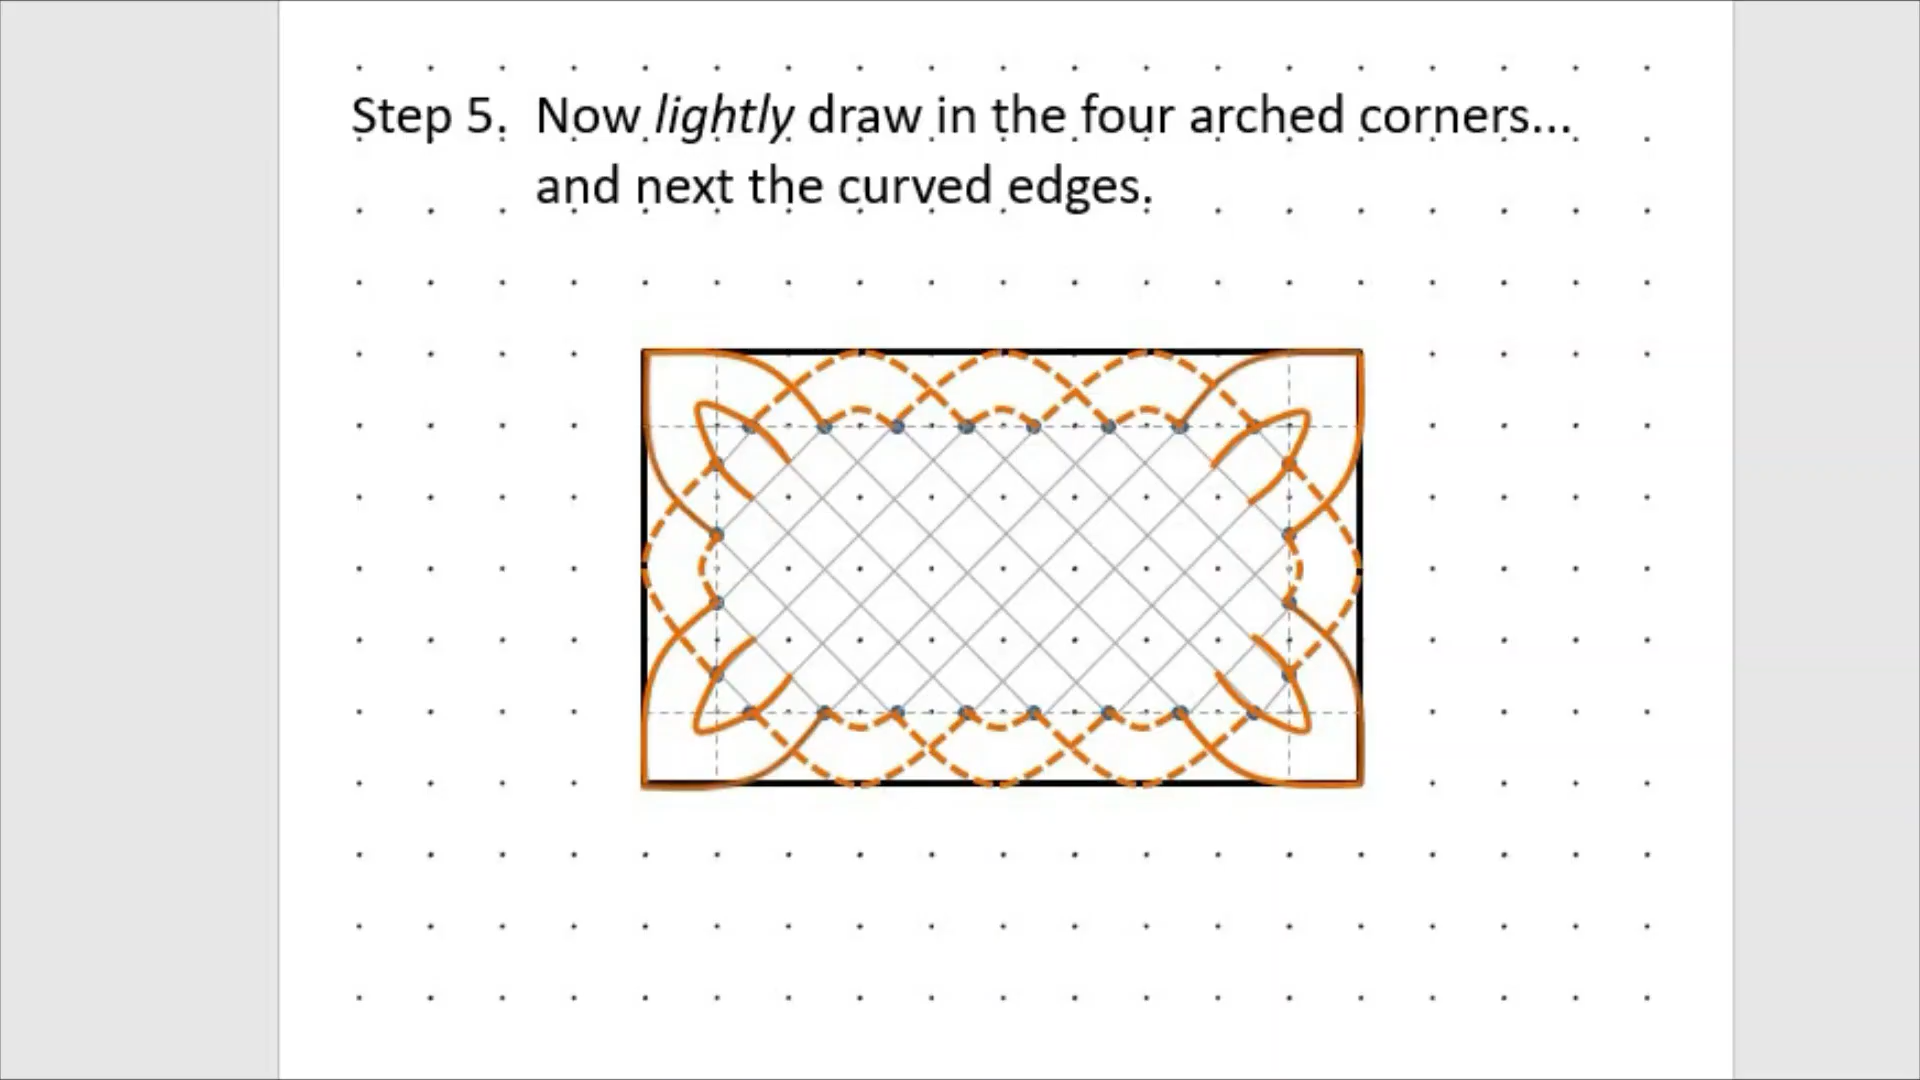 Step 5. Now lightly draw in the four arched corners...
and next the curved edges.